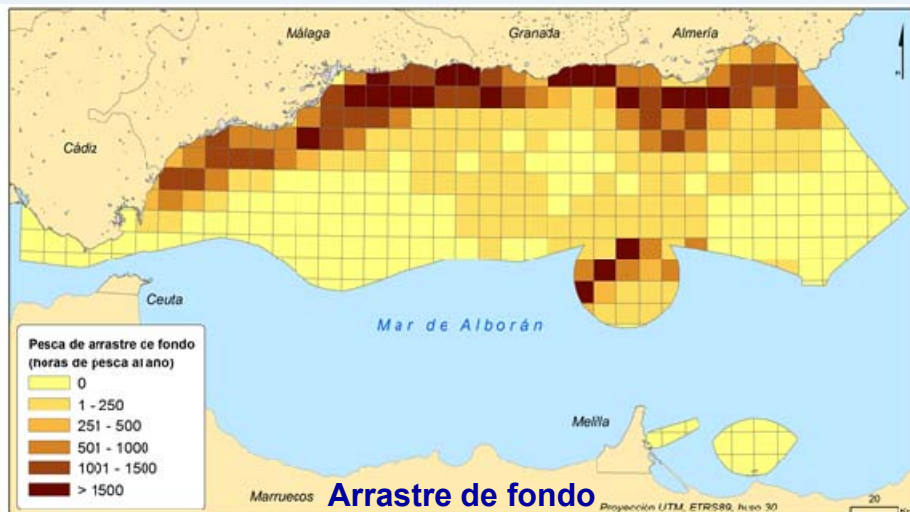 Málaga
Granada
Almería
Cádiz
Ceuta
Mar de Alborán
Pesca de arrastre de fondo
(horas de pesca al año)
0
1 - 250
251 - 500
501 - 1000
1001 - 1500
> 1500
Melilla
Marruecos
Arrastre de fondo
Proyección UTM, ETRS89, huso 30
20